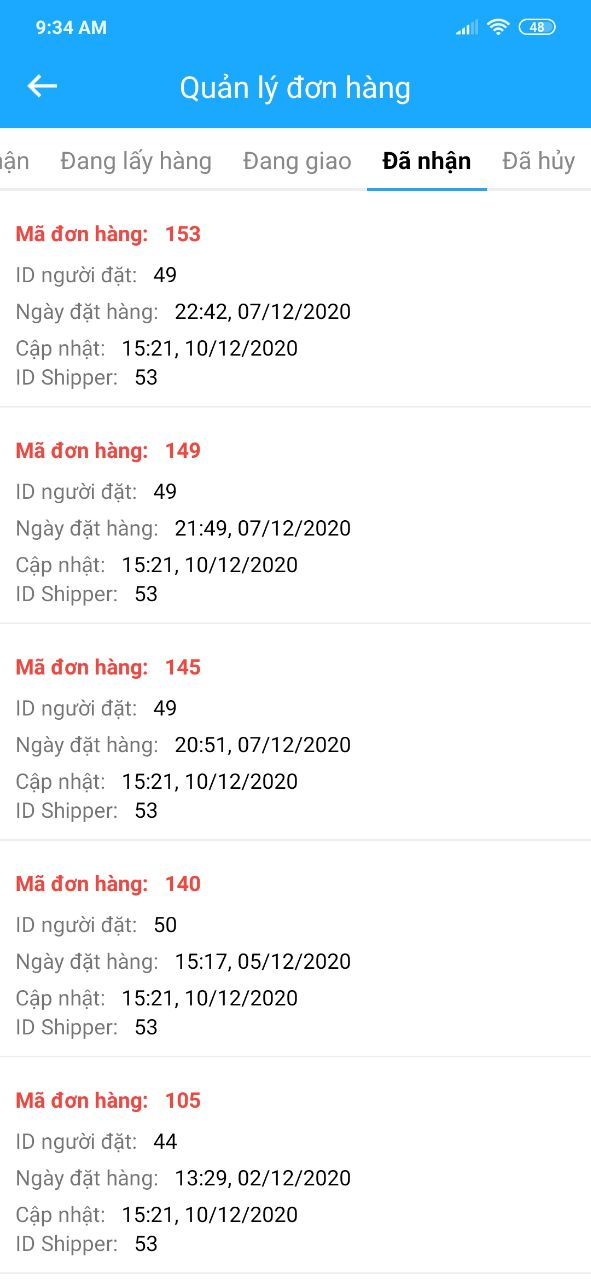 9:34 AM 48
Quản lý đơn hàng
Đang lấy hàng Đang giao Đã nhận Đã hủy
Mã đơn hàng: 153
ID người đặt: 49
Ngày đặt hàng: 22:42, 07/12/2020
Cập nhật: 15:21, 10/12/2020
ID Shipper: 53
Mã đơn hàng: 149
ID người đặt: 49
Ngày đặt hàng: 21:49, 07/12/2020
Cập nhật: 15:21, 10/12/2020
ID Shipper: 53
Mã đơn hàng: 145
ID người đặt: 49
Ngày đặt hàng: 20:51, 07/12/2020
Cập nhật: 15:21, 10/12/2020
ID Shipper: 53
Mã đơn hàng: 140
ID người đặt: 50
Ngày đặt hàng: 15:17, 05/12/2020
Cập nhật: 15:21, 10/12/2020
ID Shipper: 53
Mã đơn hàng: 105
ID người đặt: 44
Ngày đặt hàng: 13:29, 02/12/2020
Cập nhật: 15:21, 10/12/2020
ID Shipper: 53